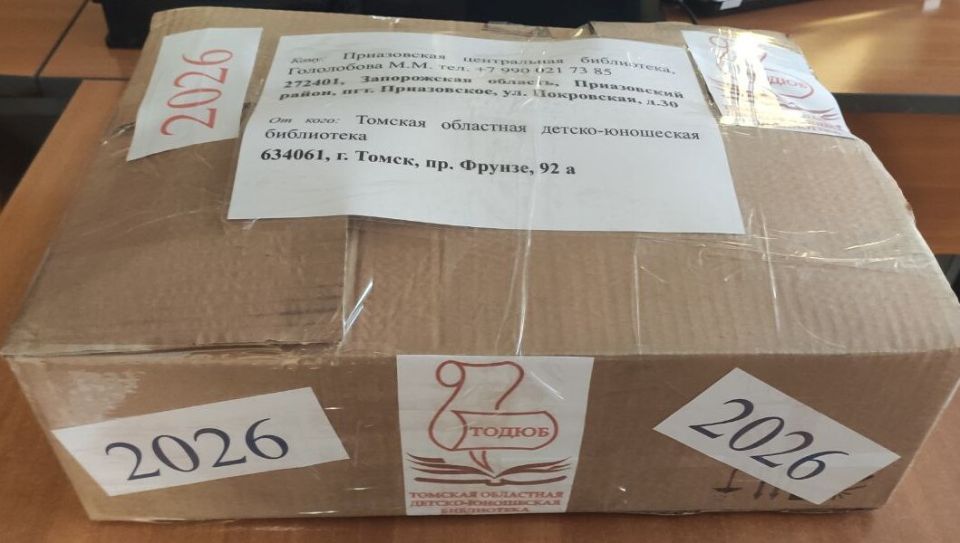 2026
Кому: Приазовская центральная библиотека,
Гололобова М.М. тел. +7 990 021 73 85
272401, Запорожская область, Приазовский
район, пгт. Приазовское, ул. Покровская, д.30
От кого: Томская областная детско-юношеская
библиотека
634061, г. Томск, пр. Фрунзе, 92 а
2026
ТОДЮБ
ТОМСКАЯ ОБЛАСТНАЯ
ДЕТСКО-ЮНОШЕСКАЯ
БИБЛИОТЕКА
2026